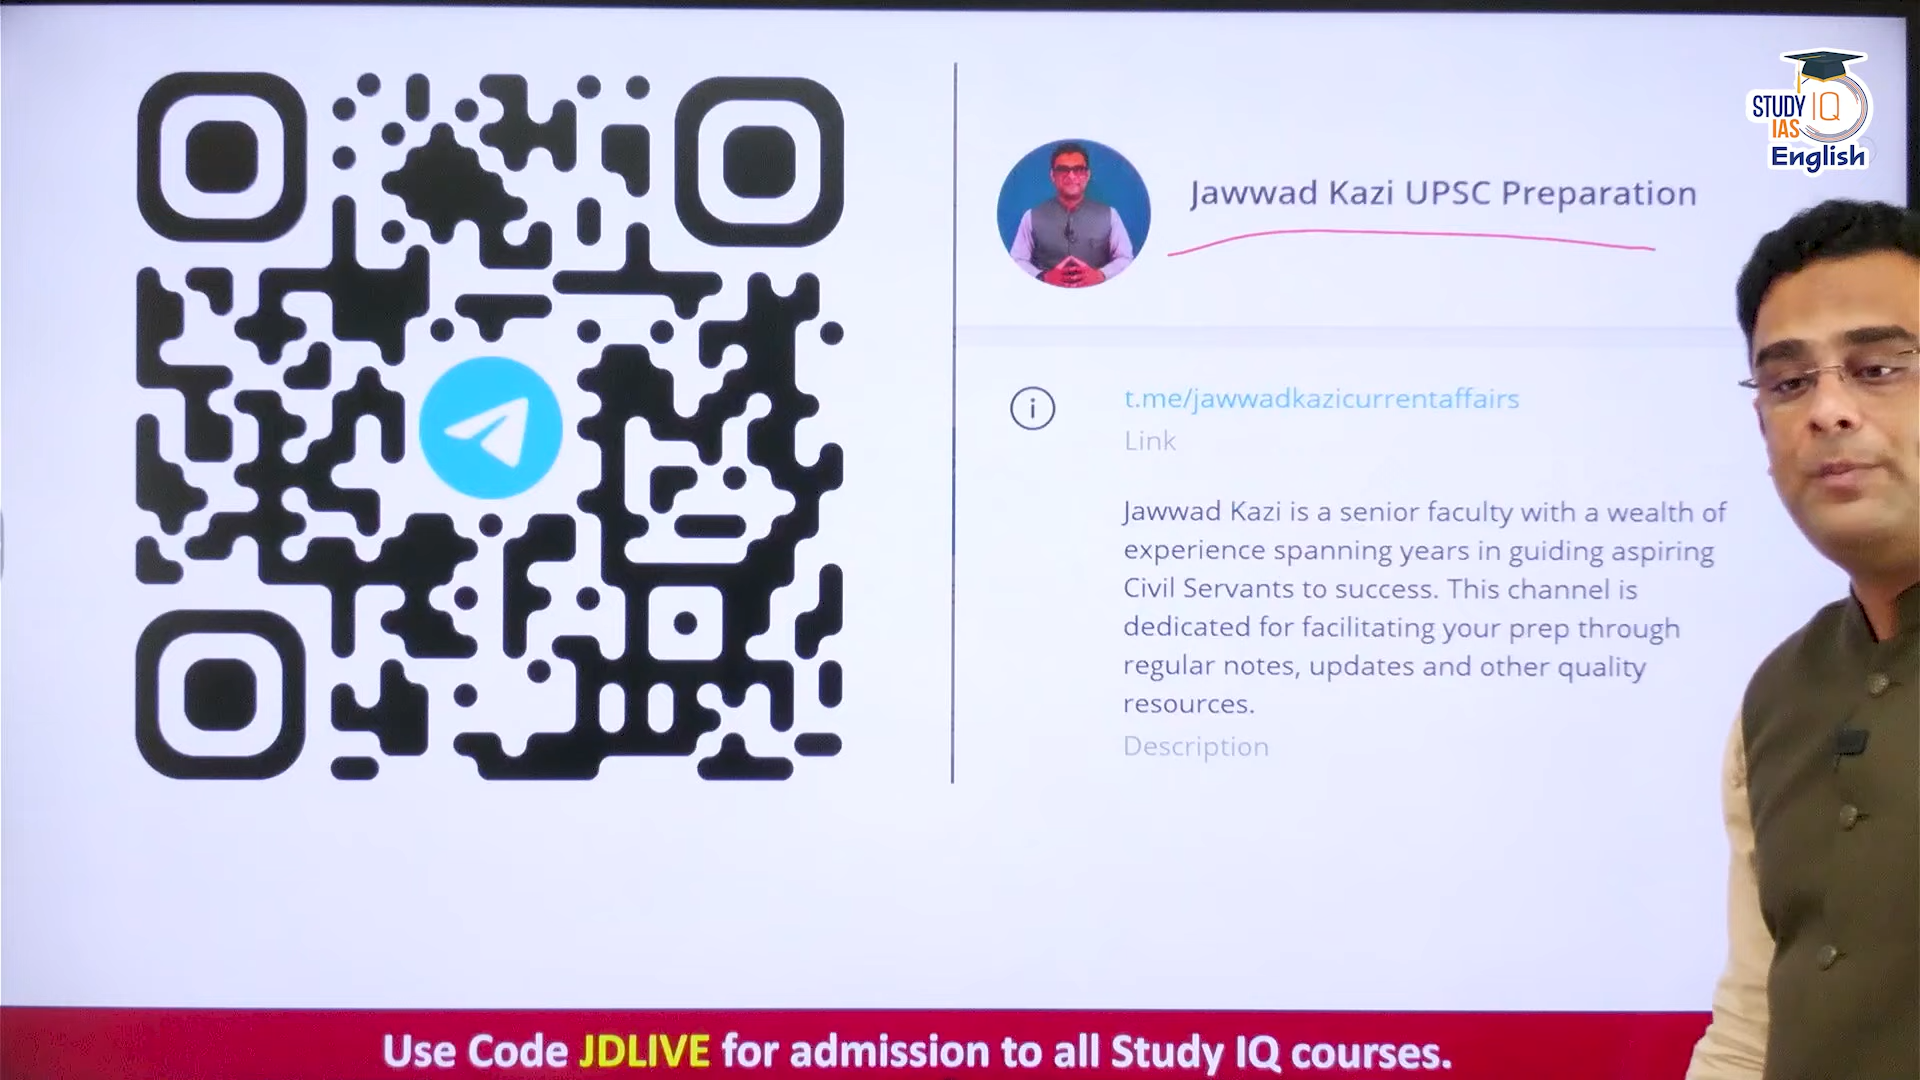 STUDY IQ
IAS
English
Jawwad Kazi UPSC Preparation
t.me/jawwadkazicurrentaffairs
Link
Jawwad Kazi is a senior faculty with a wealth of
experience spanning years in guiding aspiring
Civil Servants to success. This channel is
dedicated for facilitating your prep through
regular notes, updates and other quality
resources.
Description
Use Code JDLIVE for admission to all Study IQ courses.